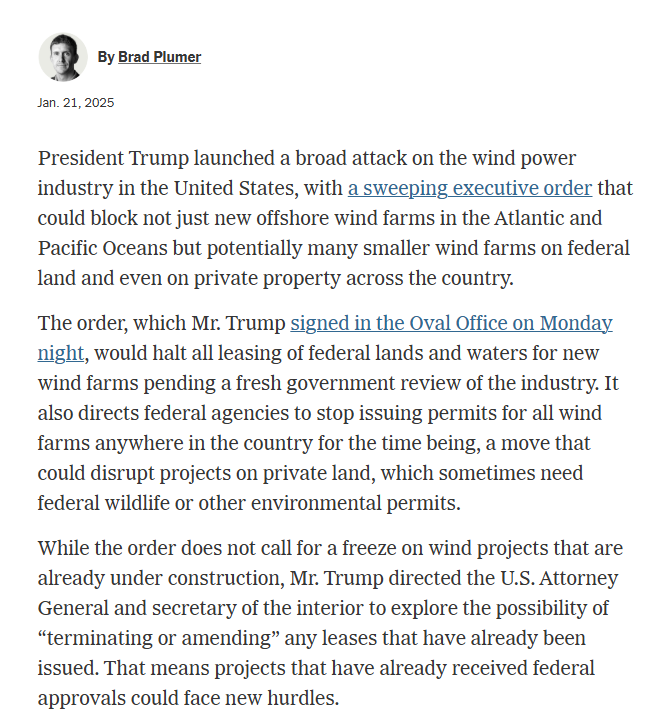 By Brad Plumer
Jan. 21, 2025
President Trump launched a broad attack on the wind power
industry in the United States, with a sweeping executive order that
could block not just new offshore wind farms in the Atlantic and
Pacific Oceans but potentially many smaller wind farms on federal
land and even on private property across the country.
The order, which Mr. Trump signed in the Oval Office on Monday
night, would halt all leasing of federal lands and waters for new
wind farms pending a fresh government review of the industry. It
also directs federal agencies to stop issuing permits for all wind
farms anywhere in the country for the time being, a move that
could disrupt projects on private land, which sometimes need
federal wildlife or other environmental permits.
While the order does not call for a freeze on wind projects that are
already under construction, Mr. Trump directed the U.S. Attorney
General and secretary of the interior to explore the possibility of
“terminating or amending” any leases that have already been
issued. That means projects that have already received federal
approvals could face new hurdles.